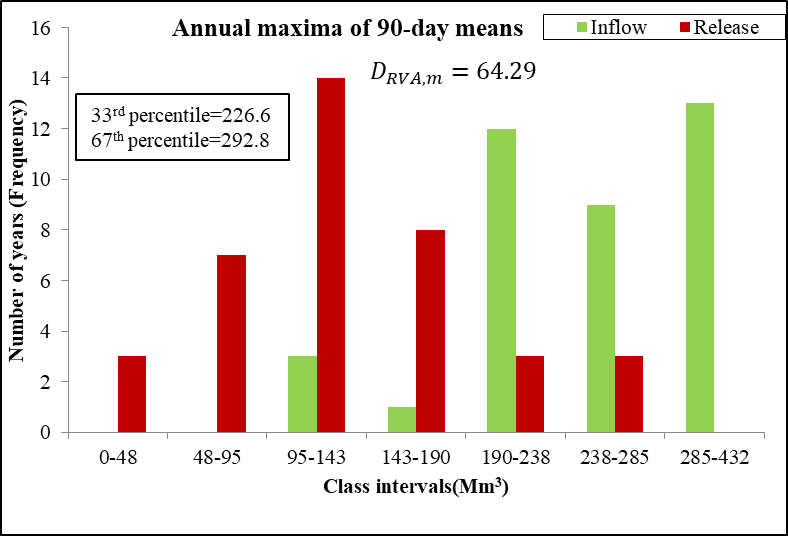 Annual maxima of 90-day means
Inflow Release
D_RVA,m = 64.29
33rd percentile=226.6
67th percentile=292.8
Number of years (Frequency)
16
14
12
10
8
6
4
2
0
0-48 48-95 95-143 143-190 190-238 238-285 285-432
Class intervals(Mm³)